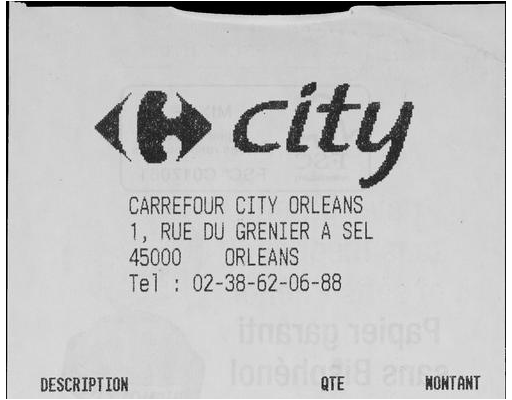 city
CARREFOUR CITY ORLEANS
1, RUE DU GRENIER A SEL
45000 ORLEANS
Tel : 02-38-62-06-88
Papier garanti
sans Bisphénol
DESCRIPTION QTE MONTANT